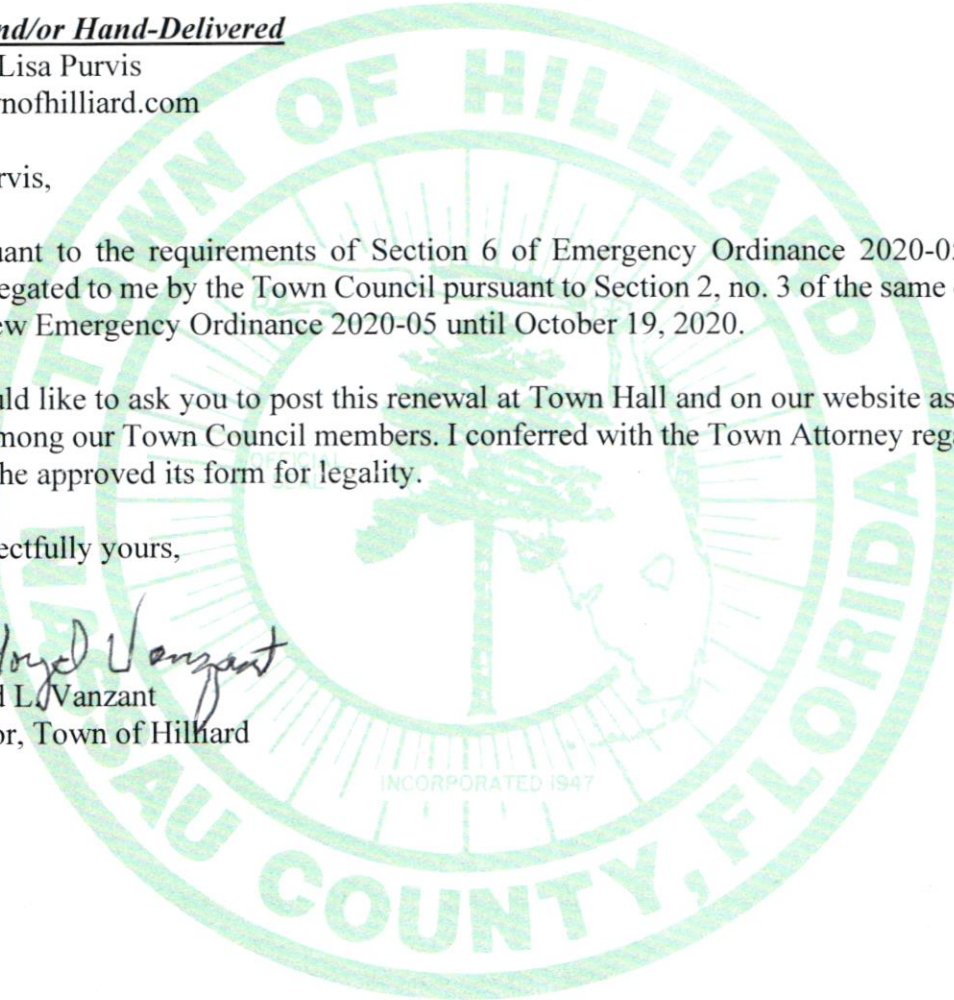 nd/or Hand-Delivered
Lisa Purvis
nofhilliard.com
rvis,
uant to the requirements of Section 6 of Emergency Ordinance 2020-0
egated to me by the Town Council pursuant to Section 2, no. 3 of the same
ew Emergency Ordinance 2020-05 until October 19, 2020.
uld like to ask you to post this renewal at Town Hall and on our website as
mong our Town Council members. I conferred with the Town Attorney reg
he approved its form for legality.
ectfully yours,
loyd Vanzant
d L. Vanzant
or, Town of Hilliard
TOWN OF HILLIARD
NASSAU COUNTY, FLORIDA
OFFICIAL
SEAL
INCORPORATED 1947